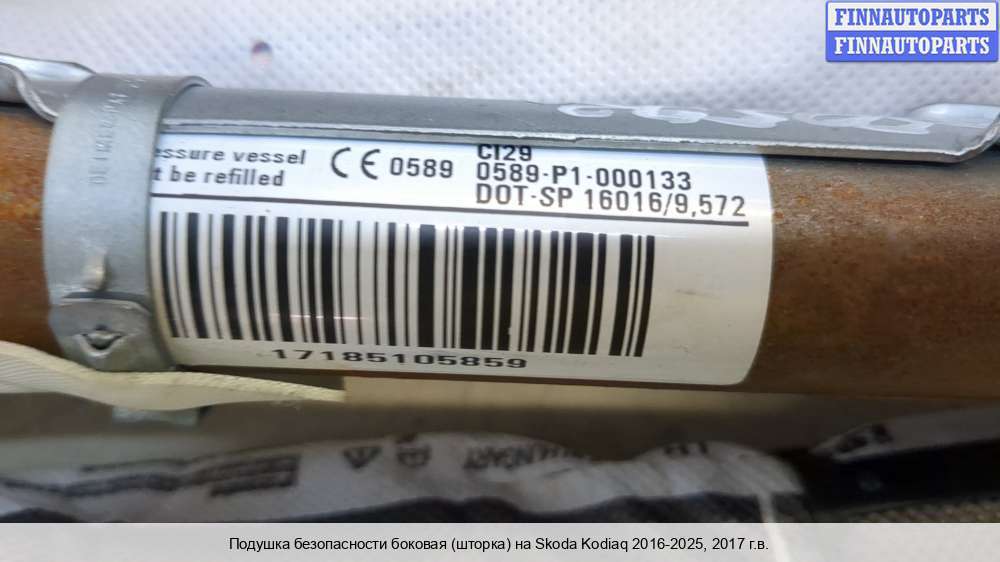 FINNAUTOPARTS
FINNAUTOPARTS
essure vessel
t be refilled
CE 0589
CI29
0589-P1-000133
DOT-SP 16016/9,572
17185105859
Подушка безопасности боковая (шторка) на Skoda Kodiaq 2016-2025, 2017 г.в.